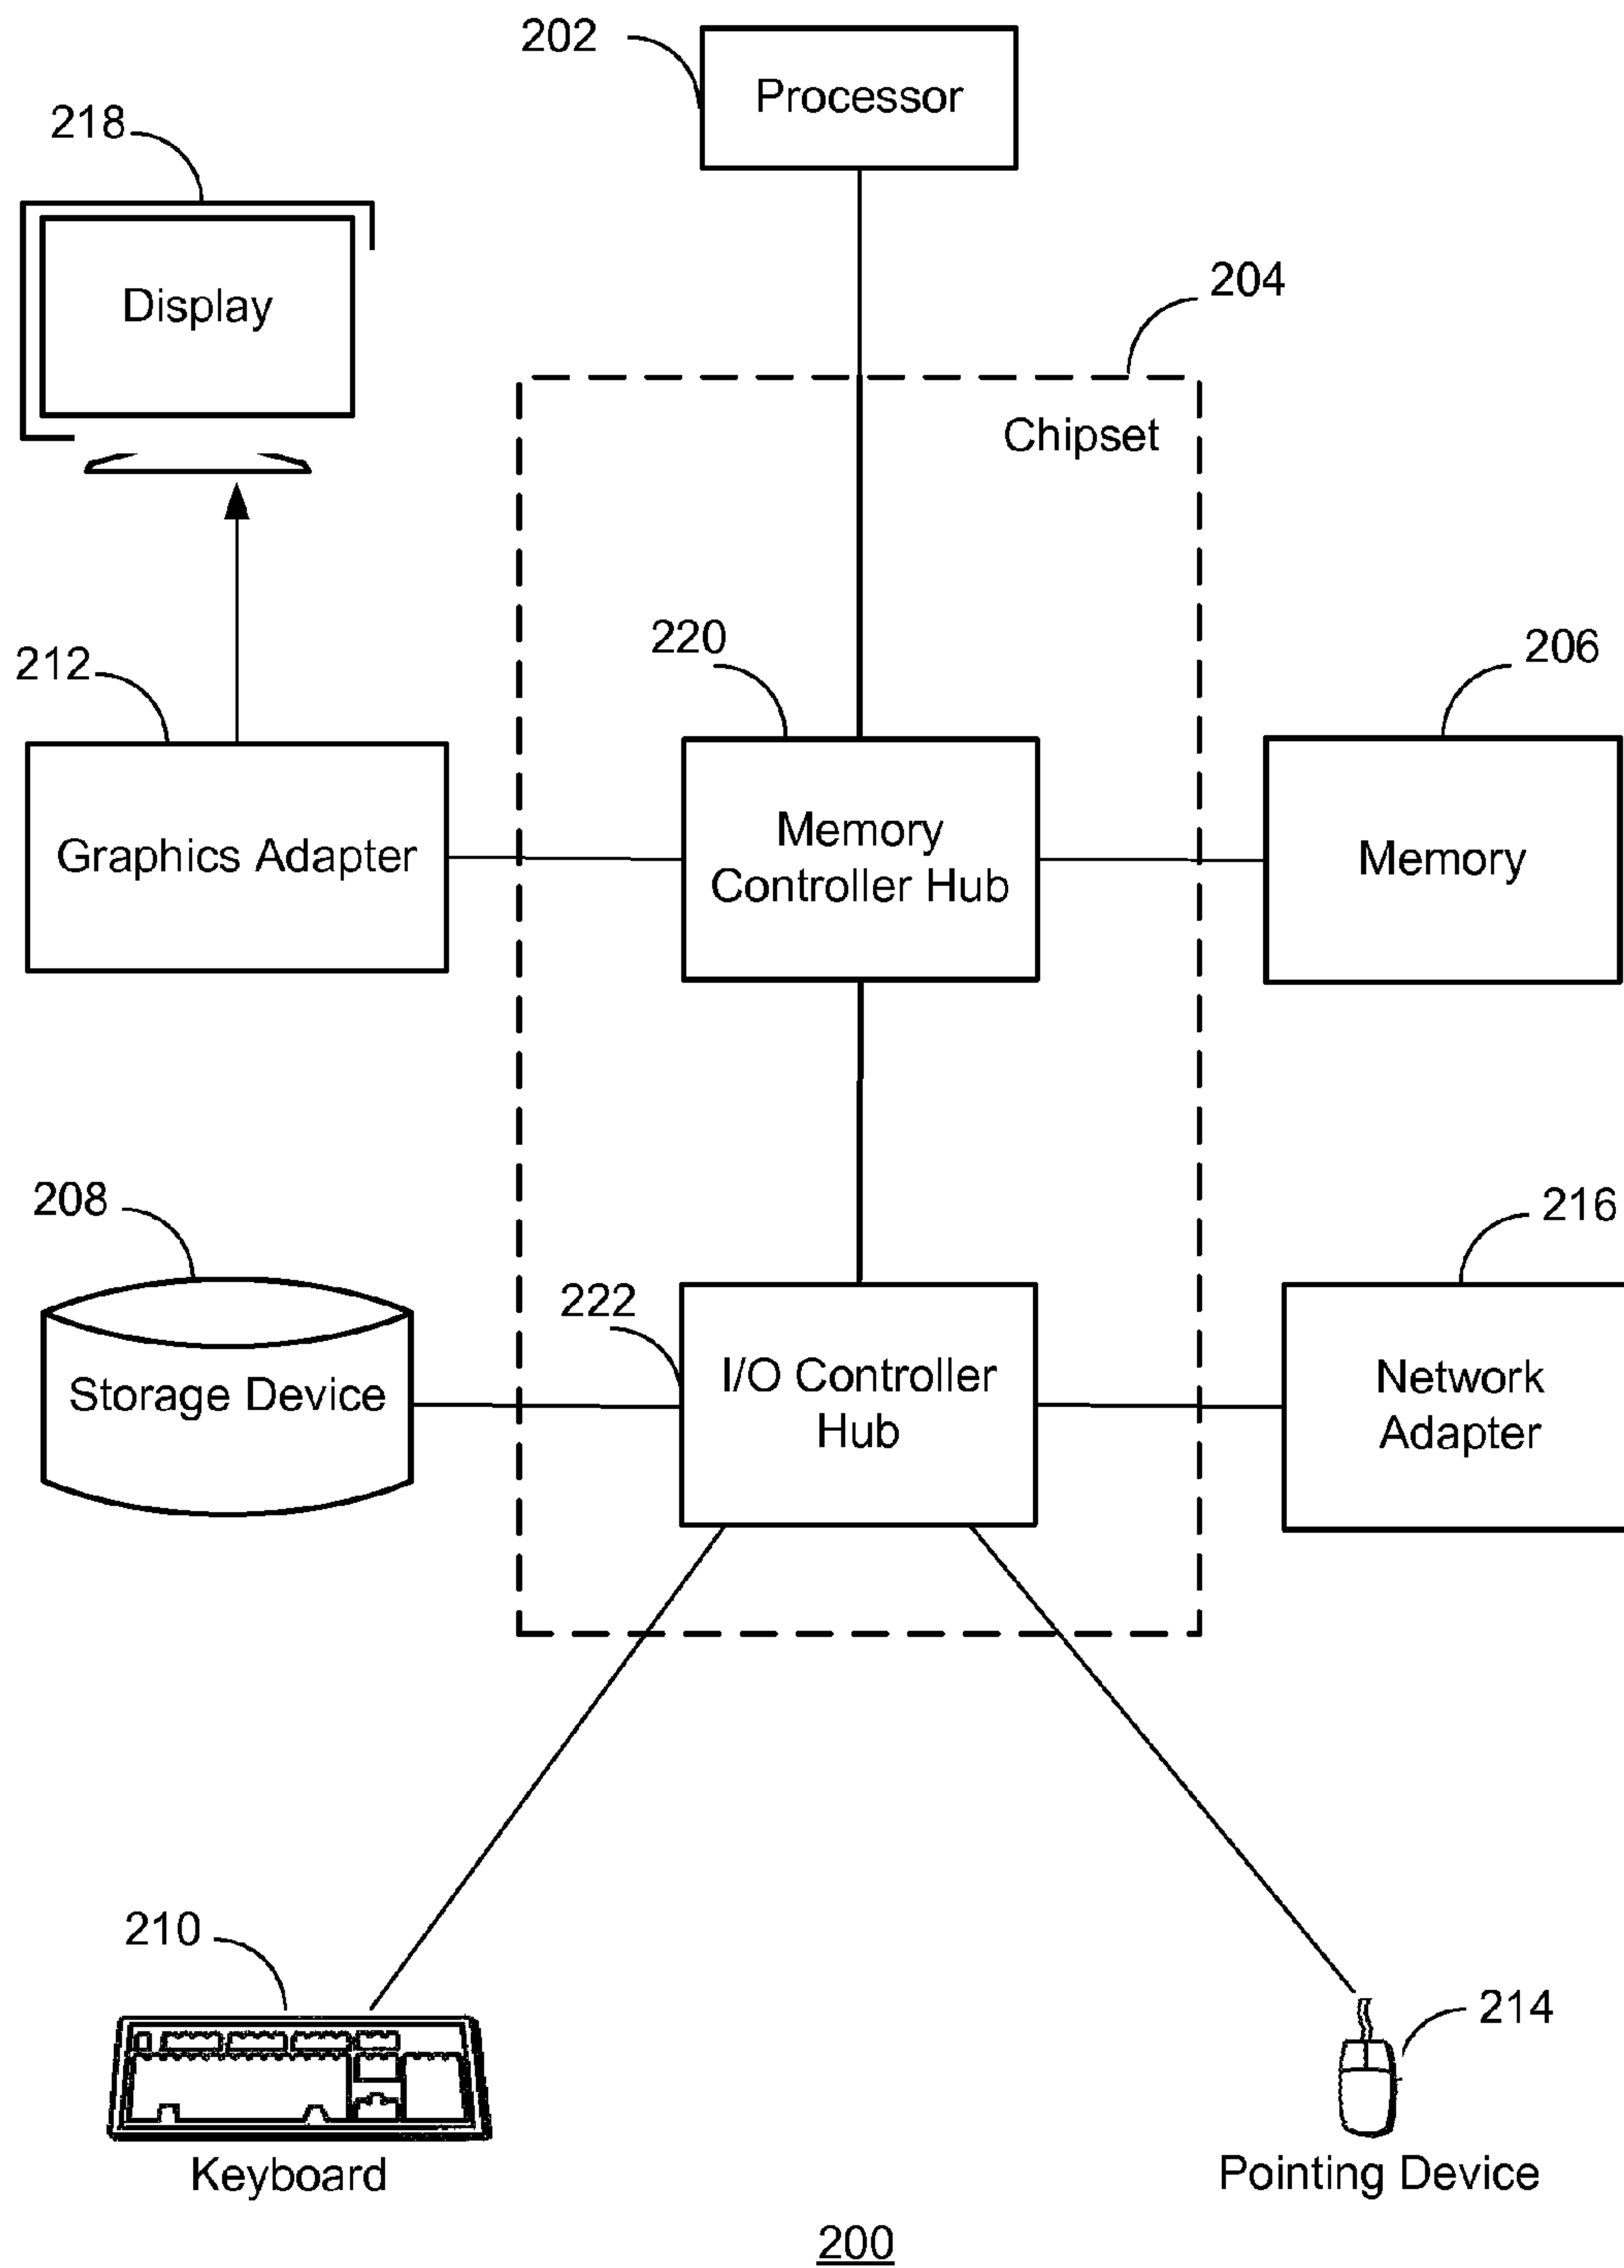 202
Processor
218
Display
204
Chipset
220
206
212
Memory
Controller Hub
Graphics Adapter
Memory
208
216
222
I/O Controller
Hub
Storage Device
Network
Adapter
210
214
Keyboard
Pointing Device
200